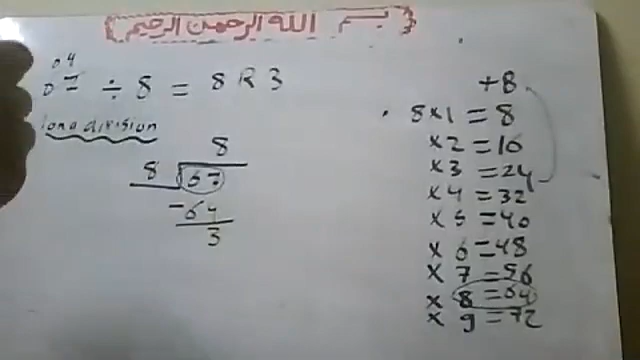 بسم الله الرحمن الرحيم
64
67 ÷ 8 = 8 R 3
long division
8
8 67
-64
3
+8
8×1 = 8
×2 = 16
×3 = 24
×4 = 32
×5 = 40
×6 = 48
×7 = 56
×8 = 64
×9 = 72